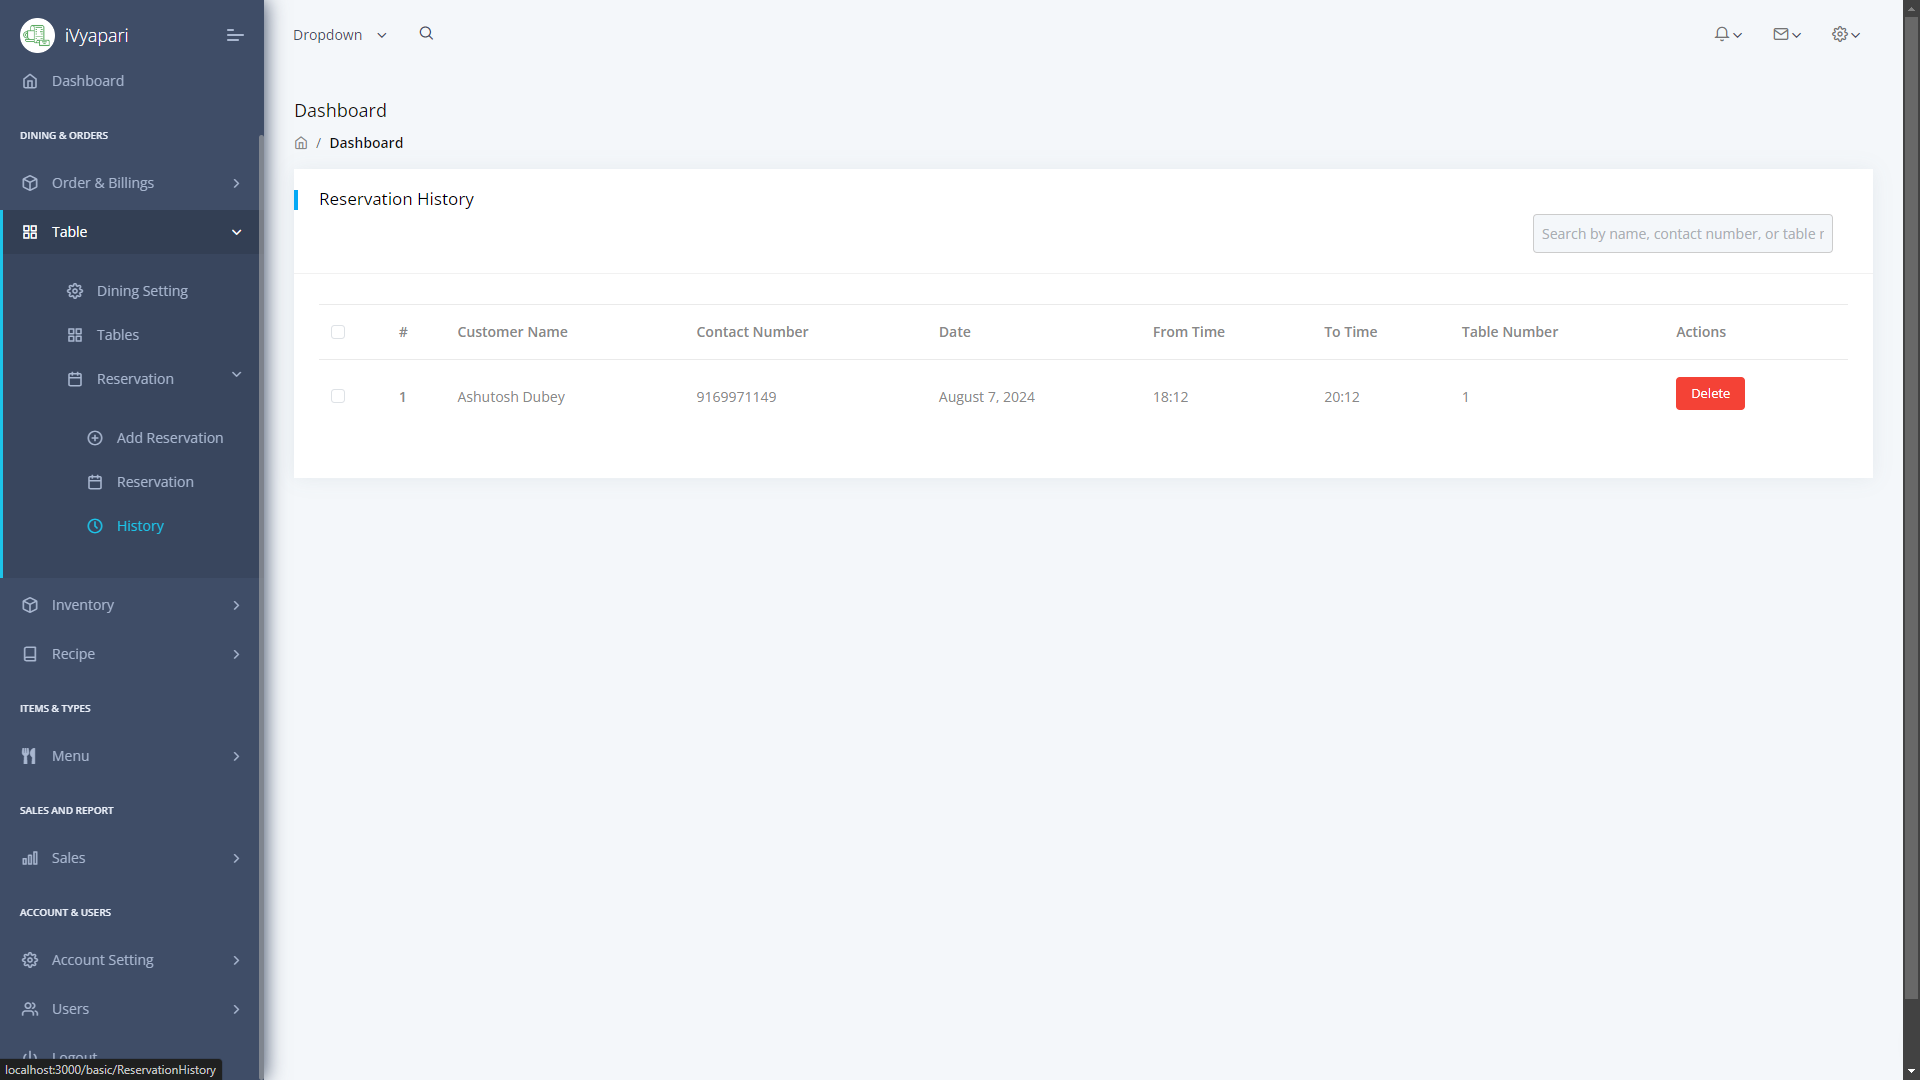 iVyapari
Dashboard
DINING & ORDERS
Order & Billings
Table
Dining Setting
Tables
Reservation
Add Reservation
Reservation
History
Inventory
Recipe
ITEMS & TYPES
Menu
SALES AND REPORT
Sales
ACCOUNT & USERS
Account Setting
Users
Logout
localhost:3000/basic/ReservationHistory
Dropdown
Dashboard
/ Dashboard
Reservation History
Search by name, contact number, or table r
# Customer Name Contact Number Date From Time To Time Table Number Actions
1 Ashutosh Dubey 9169971149 August 7, 2024 18:12 20:12 1 Delete